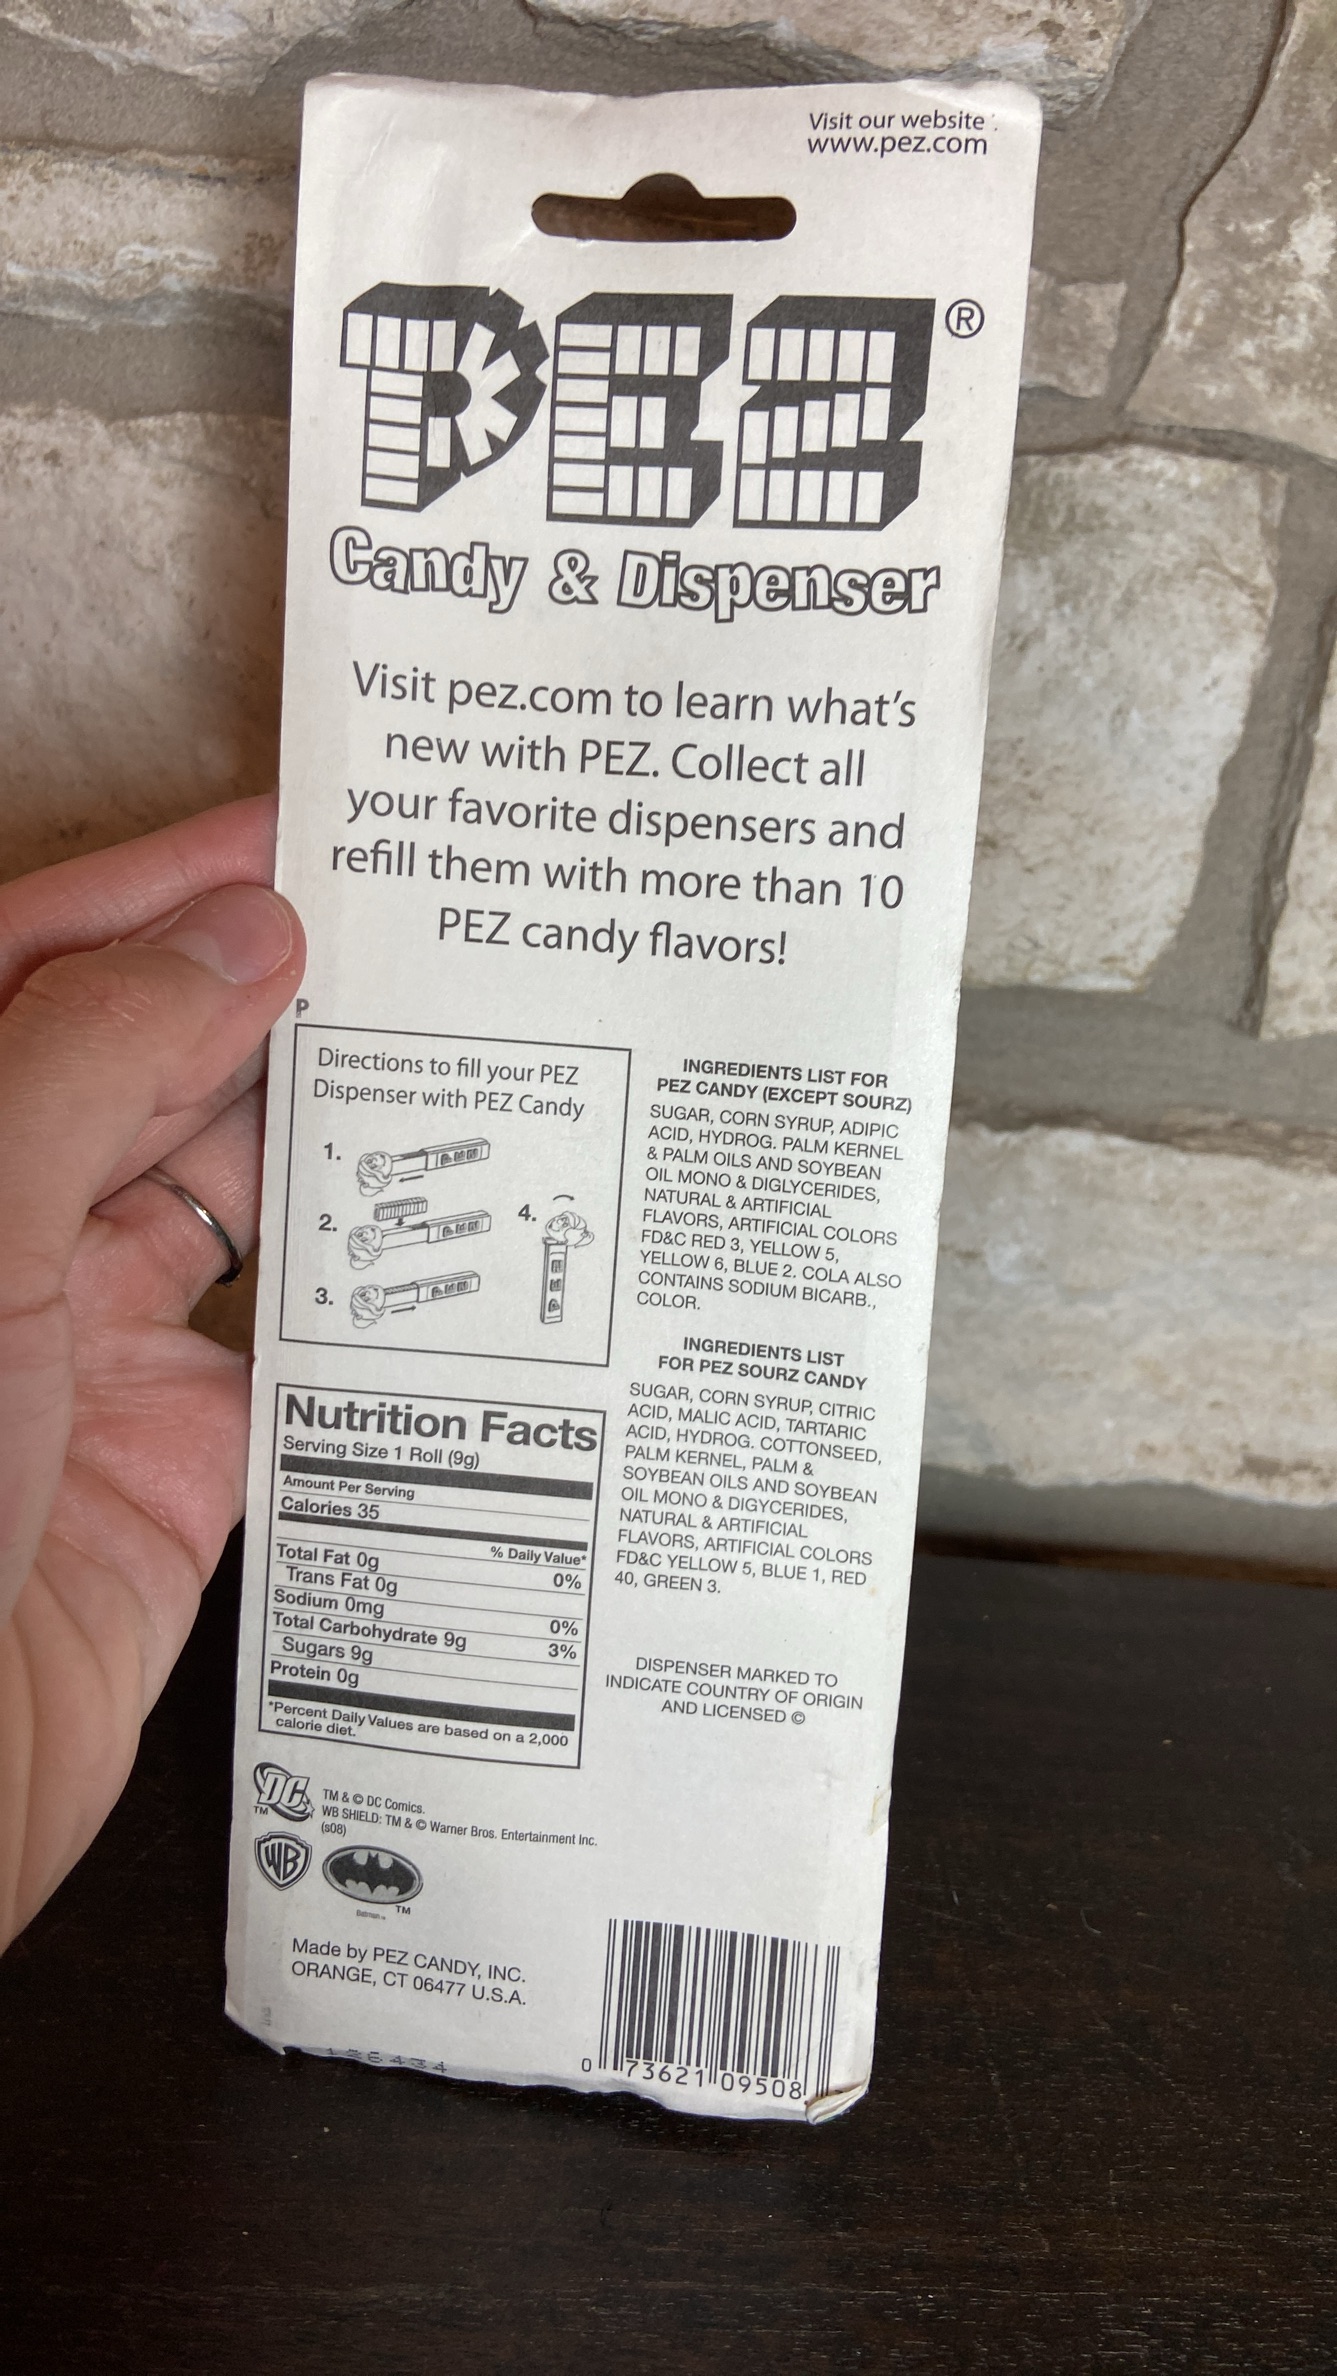 Visit our website :
www.pez.com
PEZ®
Candy & Dispenser
Visit pez.com to learn what's
new with PEZ. Collect all
your favorite dispensers and
refill them with more than 10
PEZ candy flavors!
P
Directions to fill your PEZ
Dispenser with PEZ Candy
1.
2.
3.
4.
INGREDIENTS LIST FOR
PEZ CANDY (EXCEPT SOURZ)
SUGAR, CORN SYRUP, ADIPIC
ACID, HYDROG. PALM KERNEL
& PALM OILS AND SOYBEAN
OIL MONO & DIGLYCERIDES,
NATURAL & ARTIFICIAL
FLAVORS, ARTIFICIAL COLORS
FD&C RED 3, YELLOW 5,
YELLOW 6, BLUE 2. COLA ALSO
CONTAINS SODIUM BICARB.,
COLOR.
INGREDIENTS LIST
FOR PEZ SOURZ CANDY
SUGAR, CORN SYRUP, CITRIC
ACID, MALIC ACID, TARTARIC
ACID, HYDROG. COTTONSEED,
PALM KERNEL, PALM &
SOYBEAN OILS AND SOYBEAN
OIL MONO & DIGYCERIDES,
NATURAL & ARTIFICIAL
FLAVORS, ARTIFICIAL COLORS
FD&C YELLOW 5, BLUE 1, RED
40, GREEN 3.
DISPENSER MARKED TO
INDICATE COUNTRY OF ORIGIN
AND LICENSED ©
Nutrition Facts
Serving Size 1 Roll (9g)
Amount Per Serving
Calories 35
% Daily Value*
Total Fat 0g 0%
Trans Fat 0g
Sodium 0mg 0%
Total Carbohydrate 9g 3%
Sugars 9g
Protein 0g
*Percent Daily Values are based on a 2,000
calorie diet.
DC TM
TM & © DC Comics.
WB SHIELD: TM & © Warner Bros. Entertainment Inc.
(s08)
WB
TM
Batman
Made by PEZ CANDY, INC.
ORANGE, CT 06477 U.S.A.
0 73621 09508